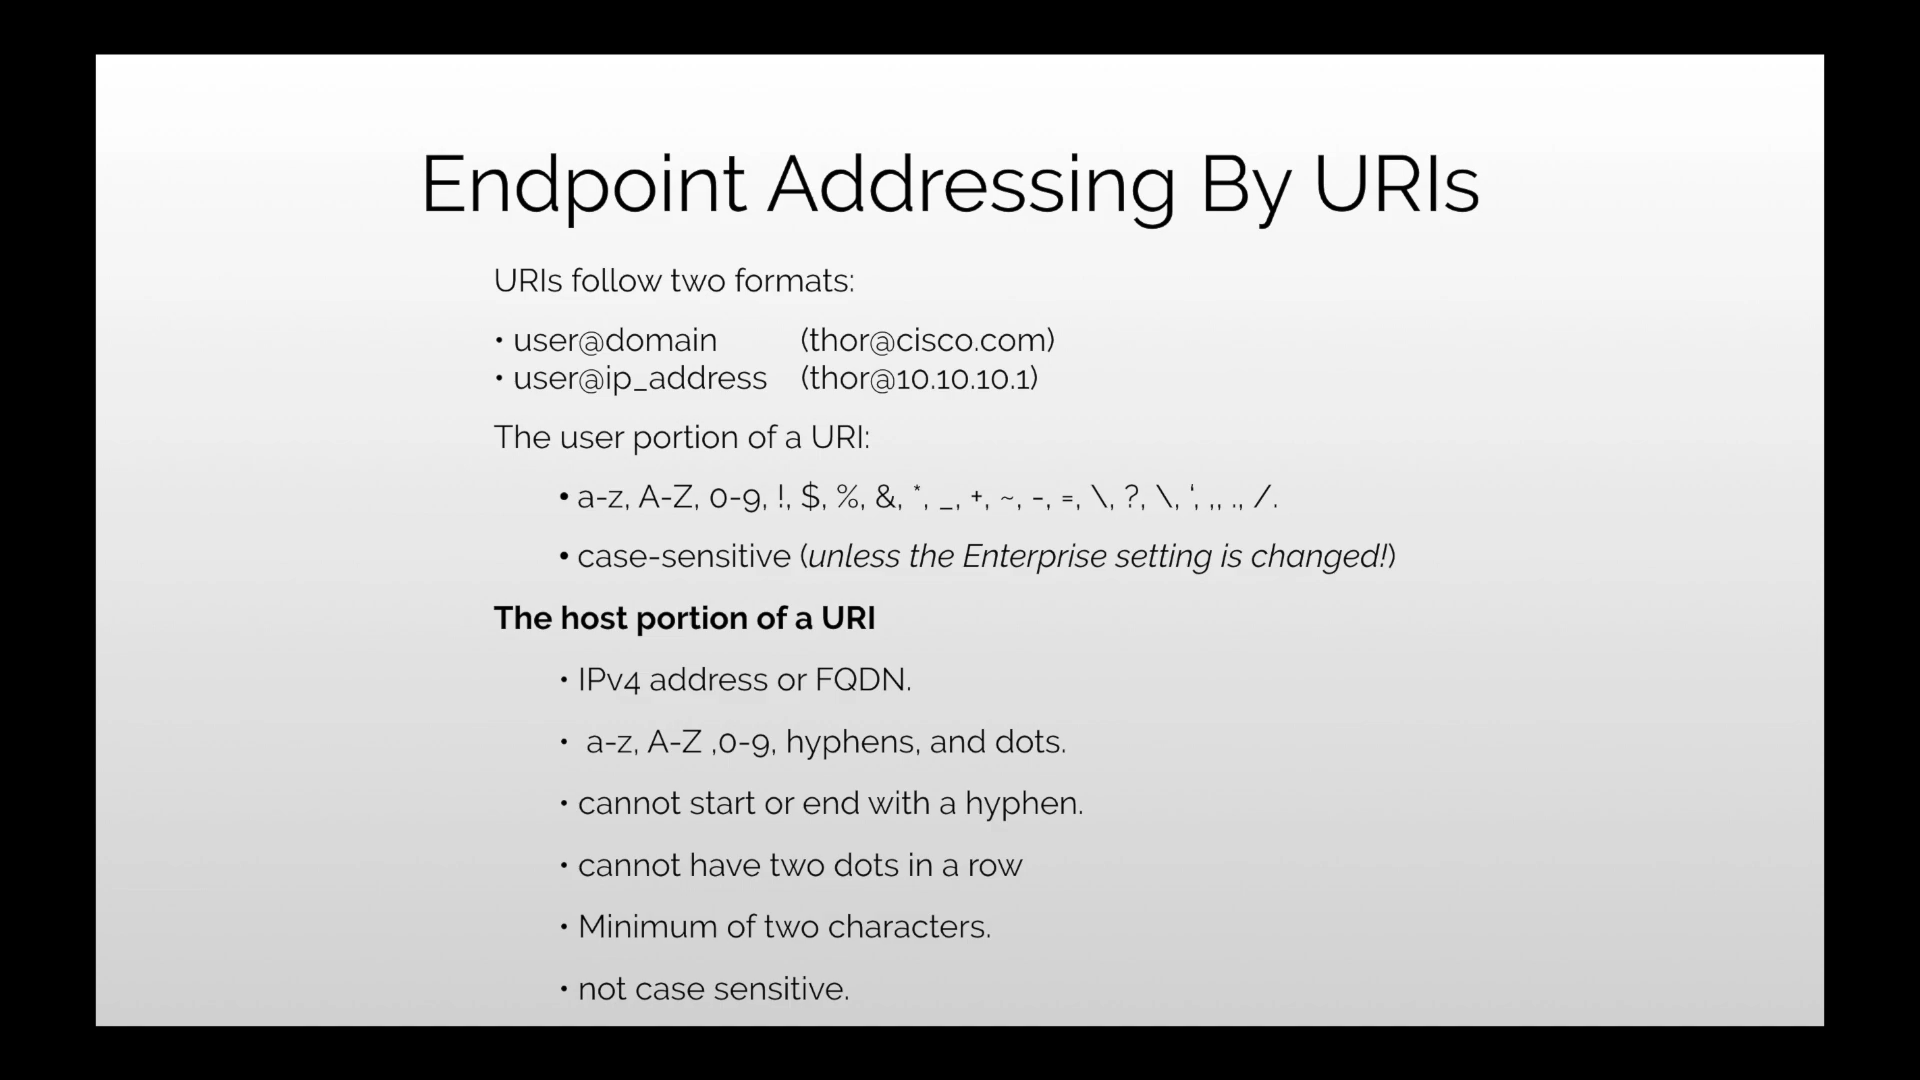 Endpoint Addressing By URIs
URIs follow two formats:
• user@domain (thor@cisco.com)
• user@ip_address (thor@10.10.10.1)
The user portion of a URI:
• a-z, A-Z, 0-9, !, $, %, &, *, _, +, ~, -, =, \, ?, \, ‘, ,, ., /.
• case-sensitive (unless the Enterprise setting is changed!)
The host portion of a URI
• IPv4 address or FQDN.
• a-z, A-Z ,0-9, hyphens, and dots.
• cannot start or end with a hyphen.
• cannot have two dots in a row
• Minimum of two characters.
• not case sensitive.